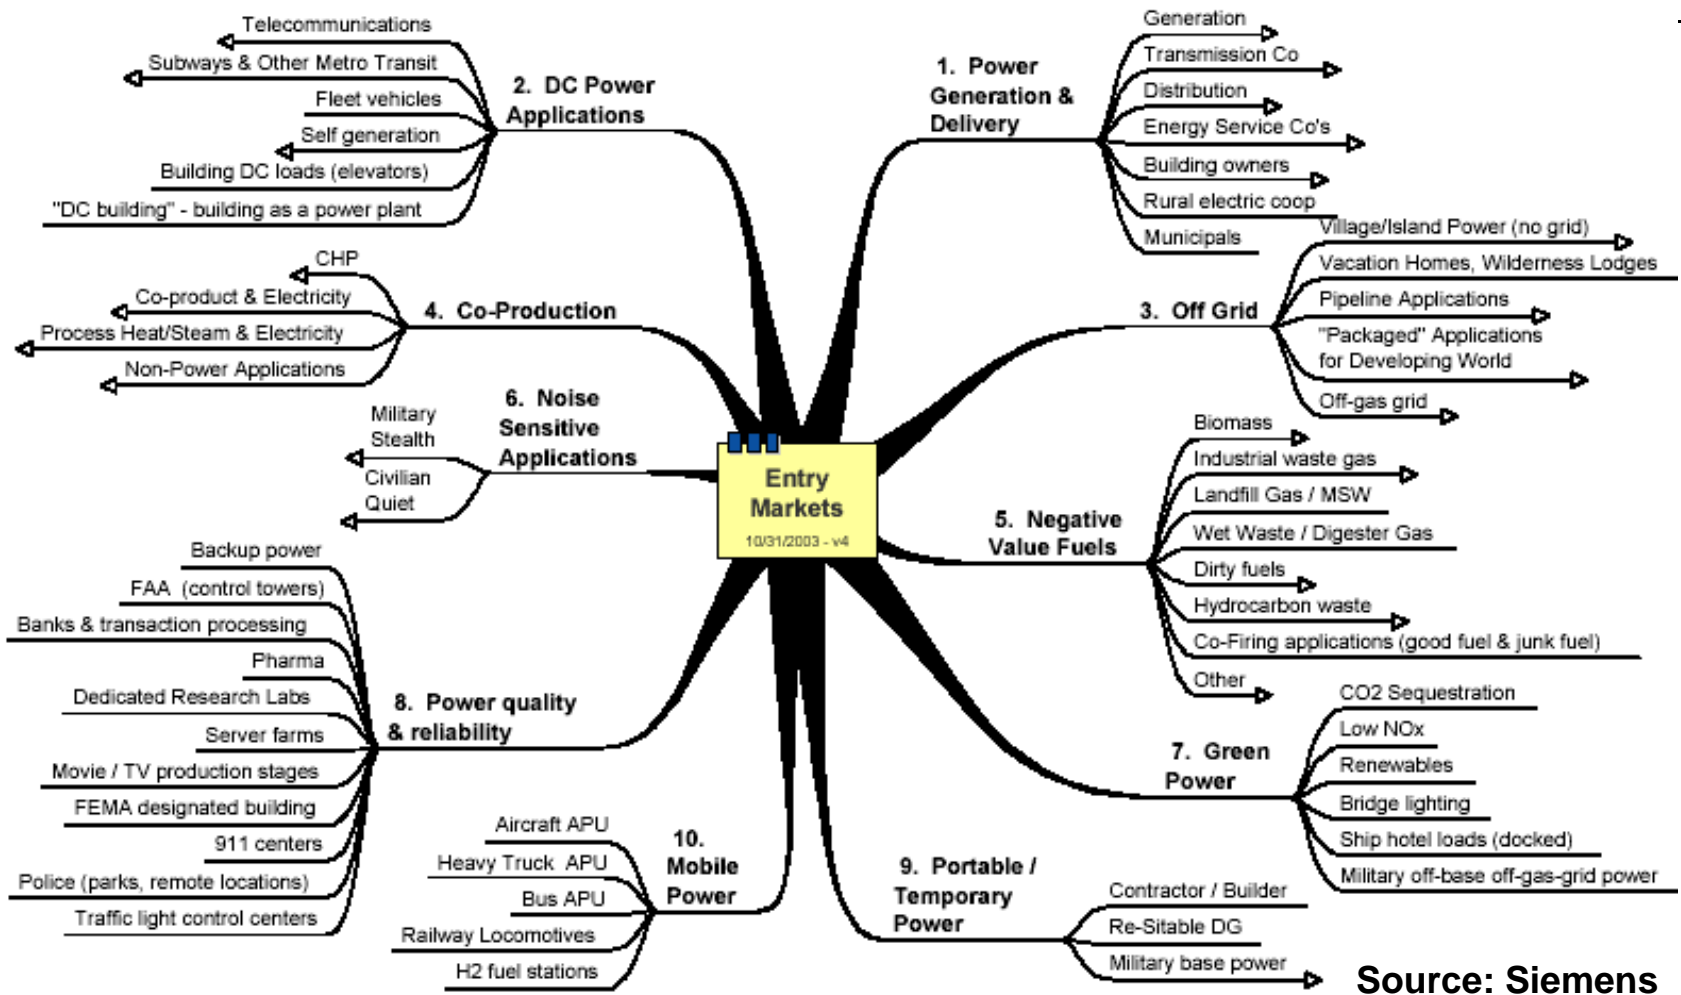 Telecommunications
Subways & Other Metro Transit
Fleet vehicles
Self generation
Building DC loads (elevators)
"DC building" - building as a power plant
2. DC Power
Applications
1. Power
Generation &
Delivery
Generation
Transmission Co
Distribution
Energy Service Co's
Building owners
Rural electric coop
Municipals
CHP
Co-product & Electricity
Process Heat/Steam & Electricity
Non-Power Applications
4. Co-Production
3. Off Grid
Village/Island Power (no grid)
Vacation Homes, Wilderness Lodges
Pipeline Applications
"Packaged" Applications
for Developing World
Off-gas grid
Military
Stealth
Civilian
Quiet
6. Noise
Sensitive
Applications
Entry
Markets
10/31/2003 - v4
5. Negative
Value Fuels
Biomass
Industrial waste gas
Landfill Gas / MSW
Wet Waste / Digester Gas
Dirty fuels
Hydrocarbon waste
Co-Firing applications (good fuel & junk fuel)
Other
Backup power
FAA (control towers)
Banks & transaction processing
Pharma
Dedicated Research Labs
Server farms
Movie / TV production stages
FEMA designated building
911 centers
Police (parks, remote locations)
Traffic light control centers
8. Power quality
& reliability
7. Green
Power
CO2 Sequestration
Low NOx
Renewables
Bridge lighting
Ship hotel loads (docked)
Military off-base off-gas-grid power
Aircraft APU
Heavy Truck APU
Bus APU
Railway Locomotives
H2 fuel stations
10.
Mobile
Power
9. Portable /
Temporary
Power
Contractor / Builder
Re-Sitable DG
Military base power
Source: Siemens